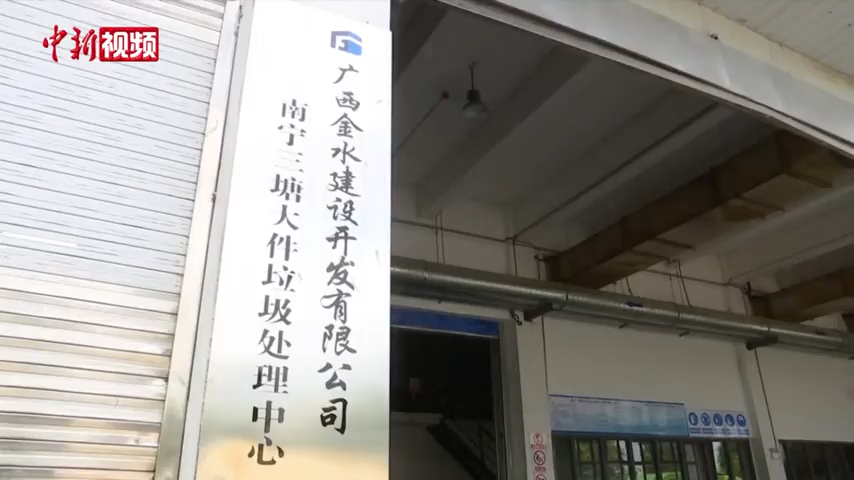 中新视频
广西金水建设开发有限公司
南宁三塘大件垃圾处理中心